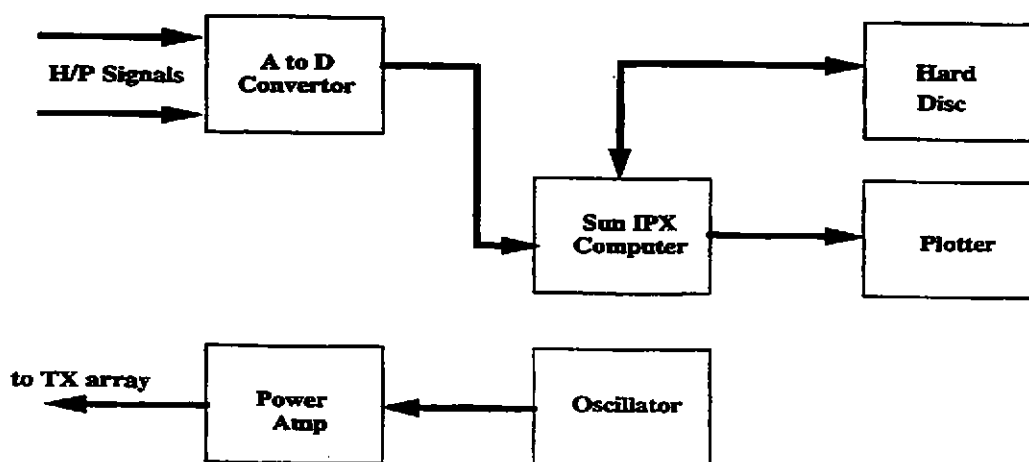 H/P Signals
A to D
Convertor
Hard
Disc
Sun IPX
Computer
Plotter
to TX array
Power
Amp
Oscillator